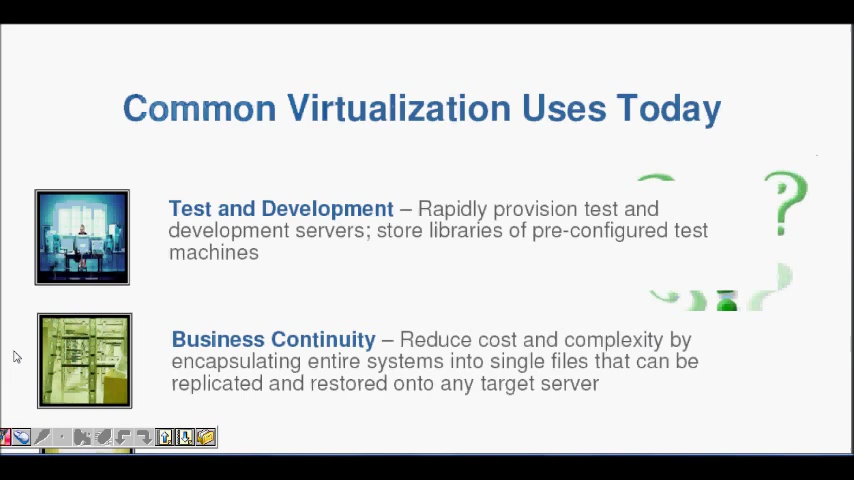 Common Virtualization Uses Today
Test and Development – Rapidly provision test and
development servers; store libraries of pre-configured test
machines
Business Continuity – Reduce cost and complexity by
encapsulating entire systems into single files that can be
replicated and restored onto any target server